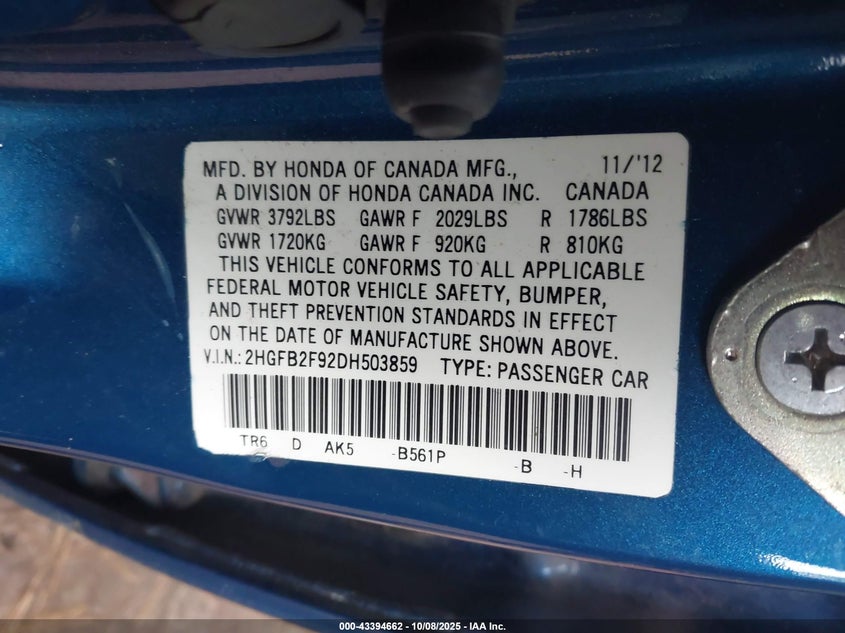 MFD. BY HONDA OF CANADA MFG., 11/'12
A DIVISION OF HONDA CANADA INC. CANADA
GVWR 3792LBS GAWR F 2029LBS R 1786LBS
GVWR 1720KG GAWR F 920KG R 810KG
THIS VEHICLE CONFORMS TO ALL APPLICABLE
FEDERAL MOTOR VEHICLE SAFETY, BUMPER,
AND THEFT PREVENTION STANDARDS IN EFFECT
ON THE DATE OF MANUFACTURE SHOWN ABOVE.
V.I.N.: 2HGFB2F92DH503859 TYPE: PASSENGER CAR
TR6 D AK5 -B561P -B -H
000-43394662 - 10/08/2025 - IAA Inc.